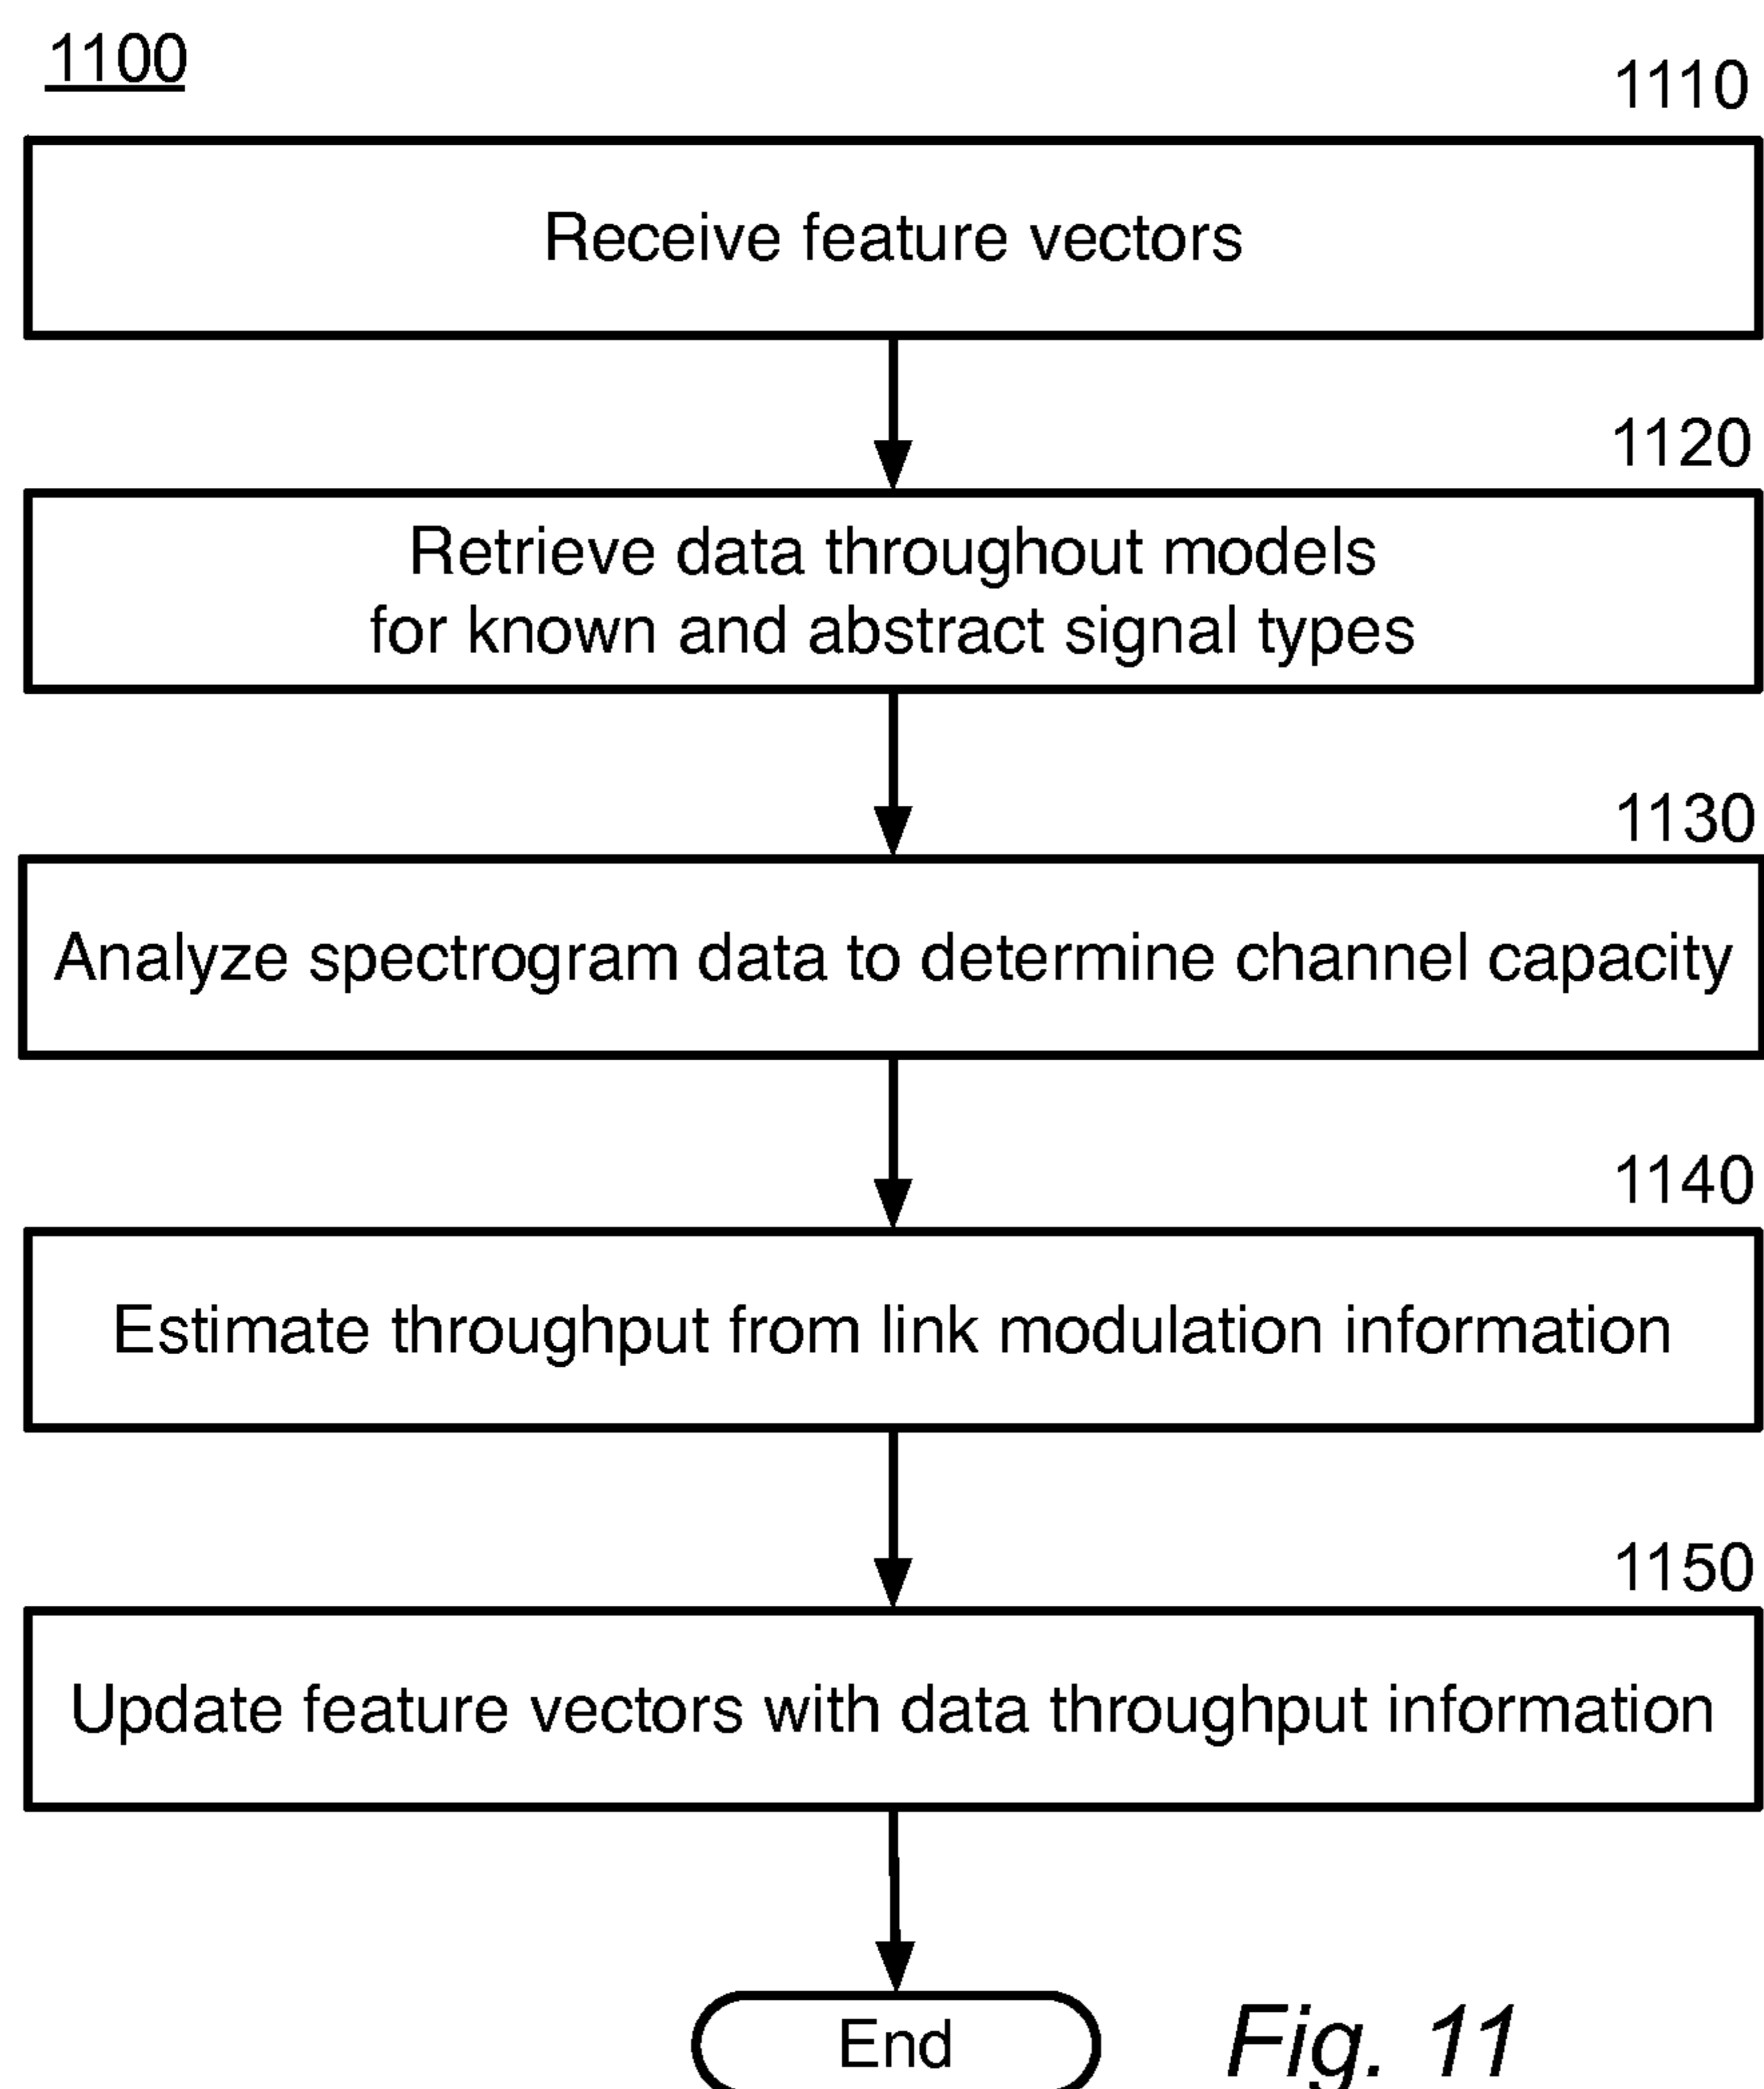 1100
1110
Receive feature vectors
1120
Retrieve data throughout models
for known and abstract signal types
1130
Analyze spectrogram data to determine channel capacity
1140
Estimate throughput from link modulation information
1150
Update feature vectors with data throughput information
End
Fig. 11